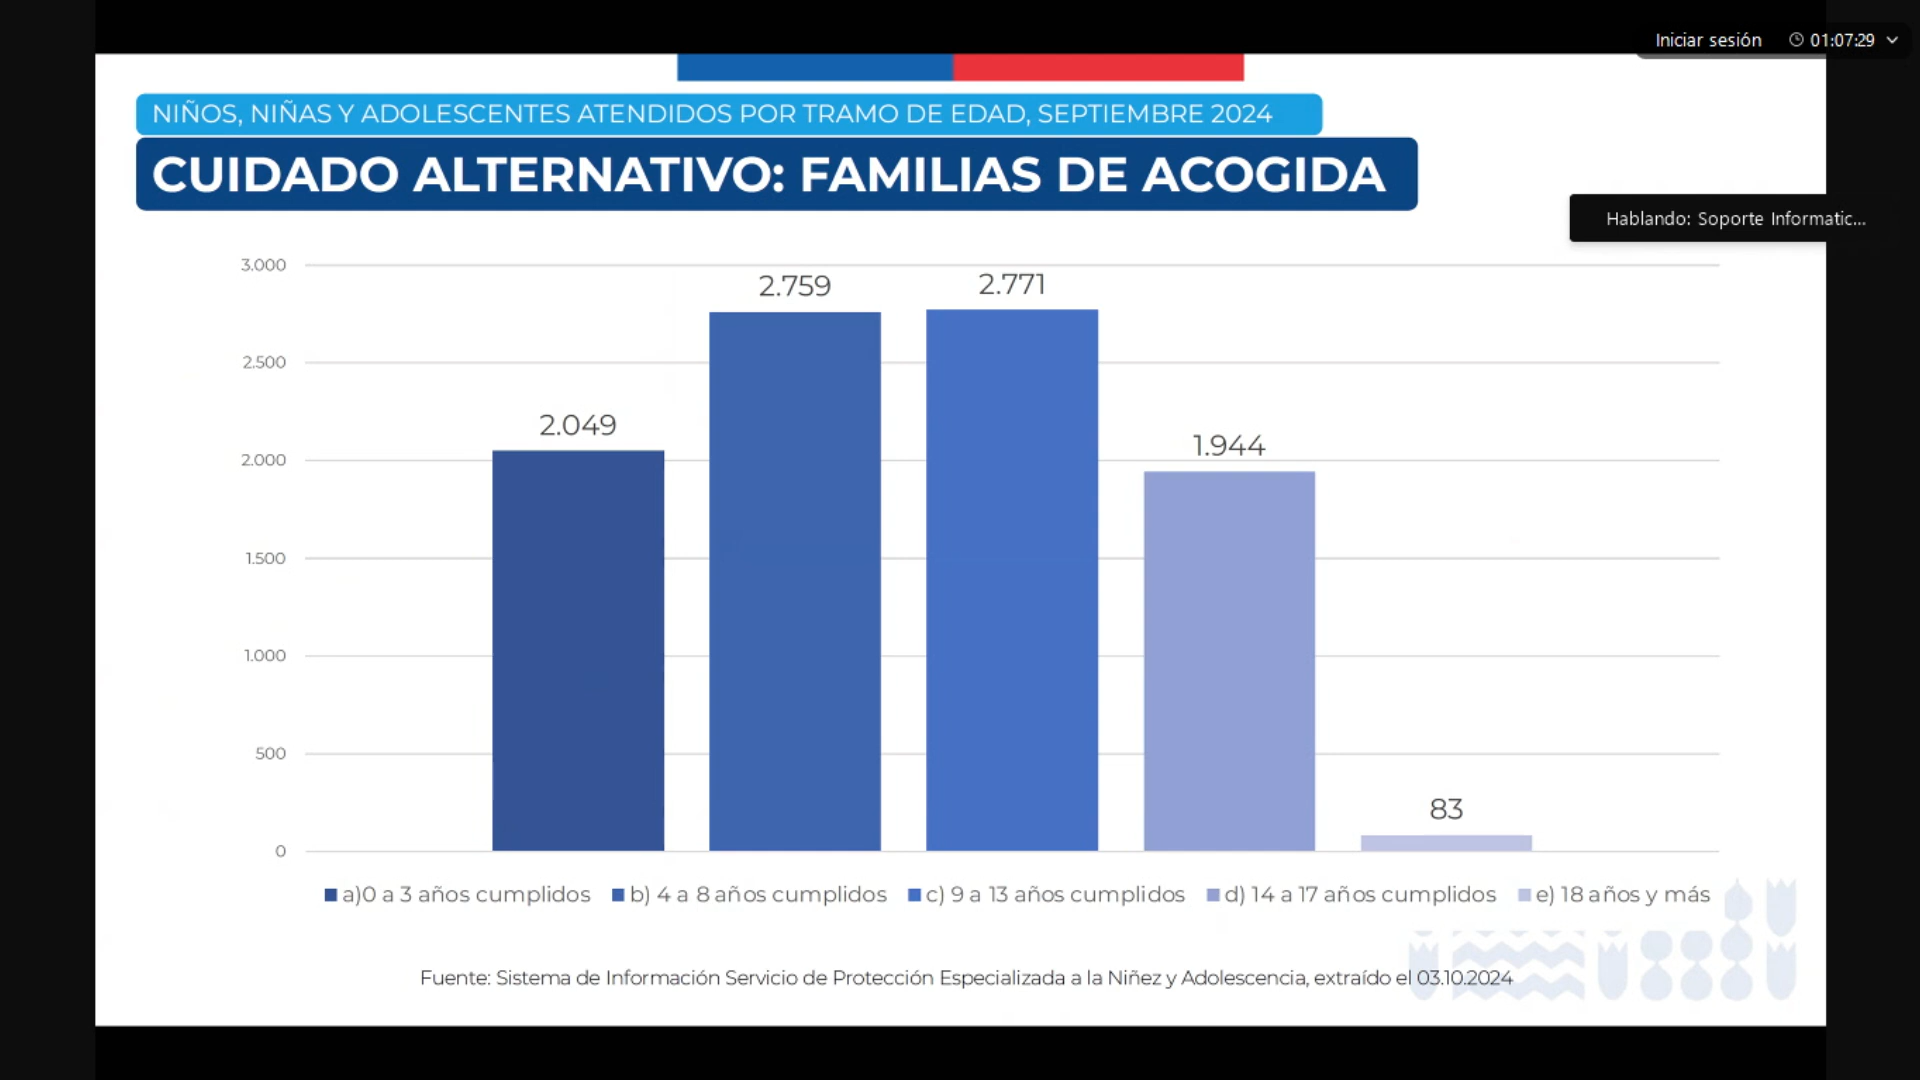 Iniciar sesión 01:07:29
NIÑOS, NIÑAS Y ADOLESCENTES ATENDIDOS POR TRAMO DE EDAD, SEPTIEMBRE 2024
CUIDADO ALTERNATIVO: FAMILIAS DE ACOGIDA
Hablando: Soporte Informatic...
3.000
2.500
2.000
1.500
1.000
500
0
2.049
2.759
2.771
1.944
83
a)0 a 3 años cumplidos b) 4 a 8 años cumplidos c) 9 a 13 años cumplidos d) 14 a 17 años cumplidos e) 18 años y más
Fuente: Sistema de Información Servicio de Protección Especializada a la Niñez y Adolescencia, extraído el 03.10.2024